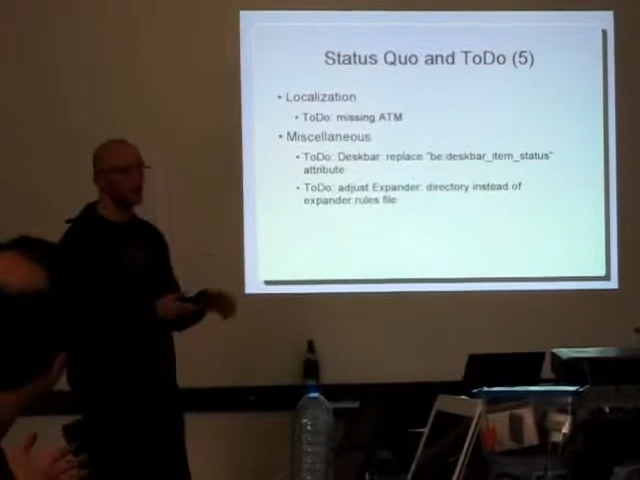 Status Quo and ToDo (5)
• Localization
• ToDo: missing ATM
• Miscellaneous
• ToDo: Deskbar: replace "be:deskbar_item_status"
attribute
• ToDo: adjust Expander: directory instead of
expander.rules file